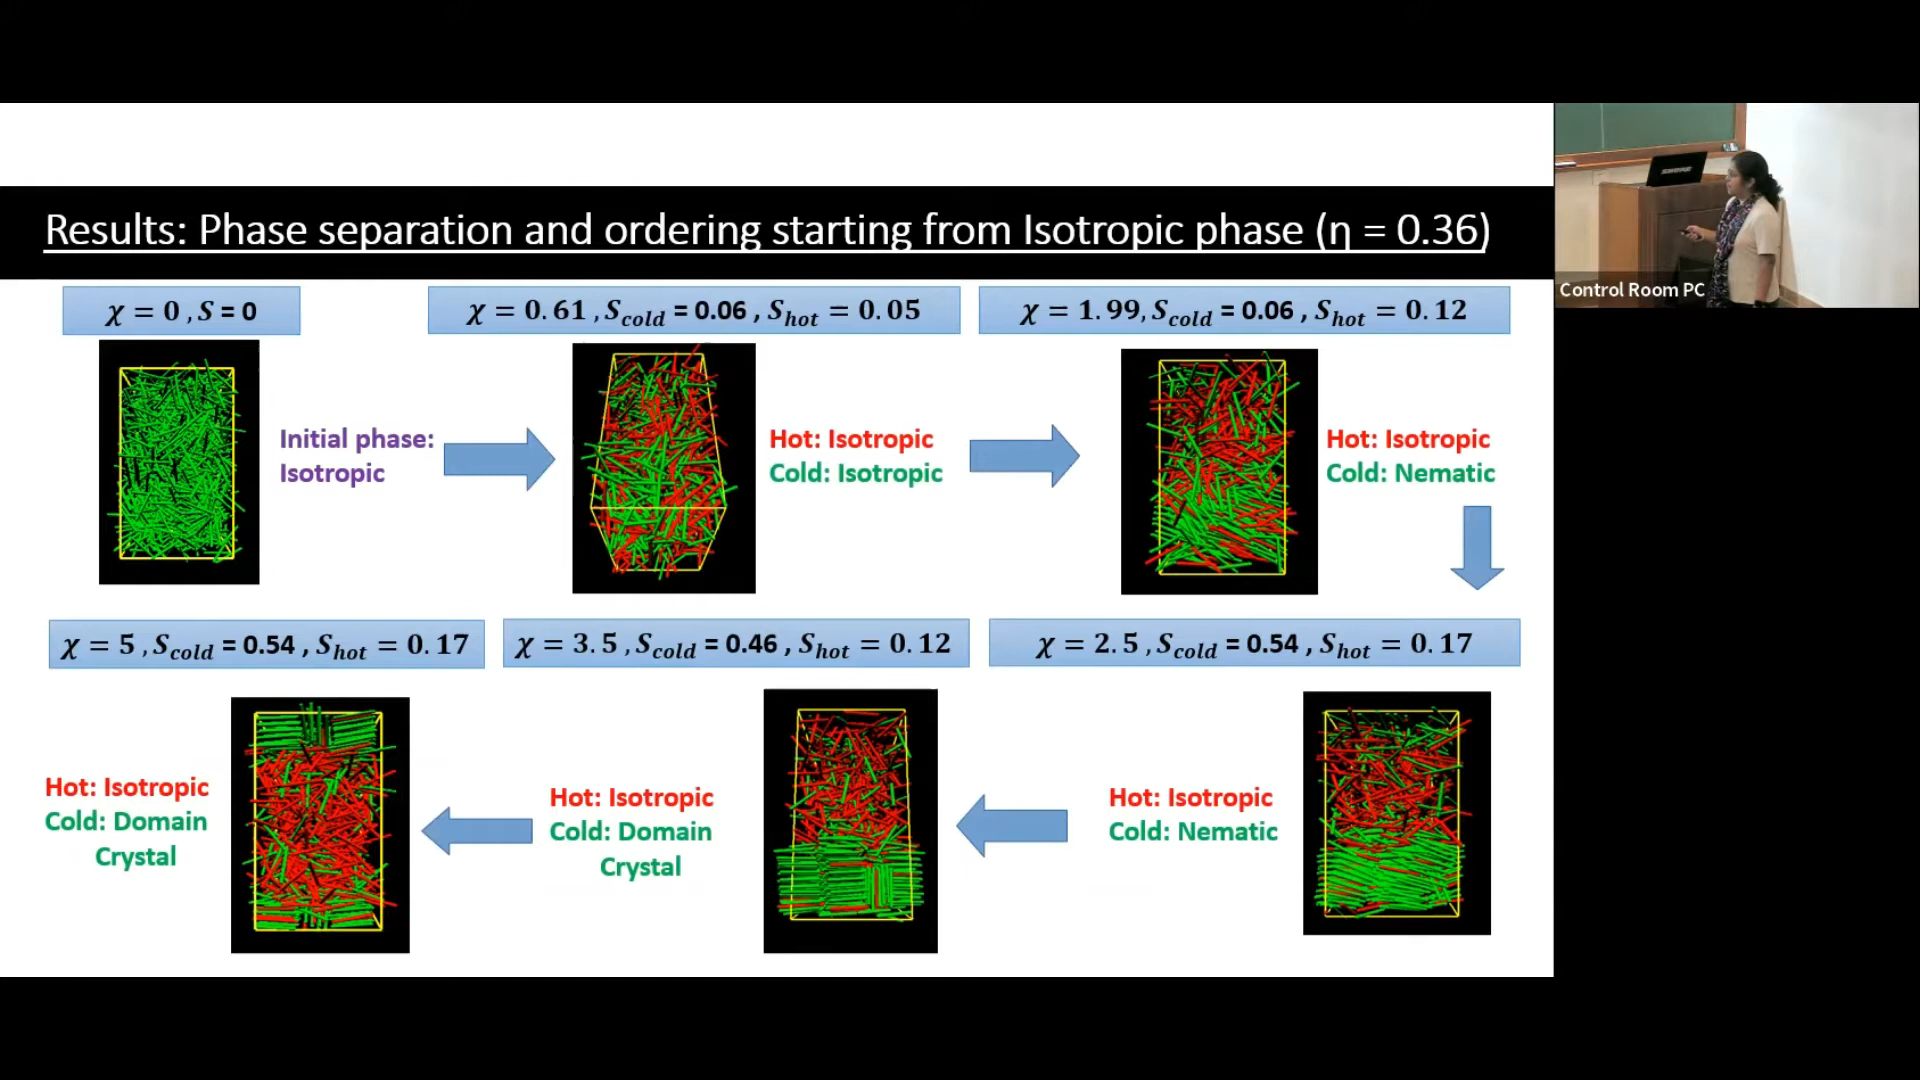 Results: Phase separation and ordering starting from Isotropic phase (η = 0.36)
χ = 0 , S = 0
χ = 0.61 , S_cold = 0.06 , S_hot = 0.05
χ = 1.99, S_cold = 0.06 , S_hot = 0.12
Initial phase:
Isotropic
Hot: Isotropic
Cold: Isotropic
Hot: Isotropic
Cold: Nematic
χ = 5 , S_cold = 0.54 , S_hot = 0.17
χ = 3.5 , S_cold = 0.46 , S_hot = 0.12
χ = 2.5 , S_cold = 0.54 , S_hot = 0.17
Hot: Isotropic
Cold: Domain
Crystal
Hot: Isotropic
Cold: Domain
Crystal
Hot: Isotropic
Cold: Nematic
Control Room PC